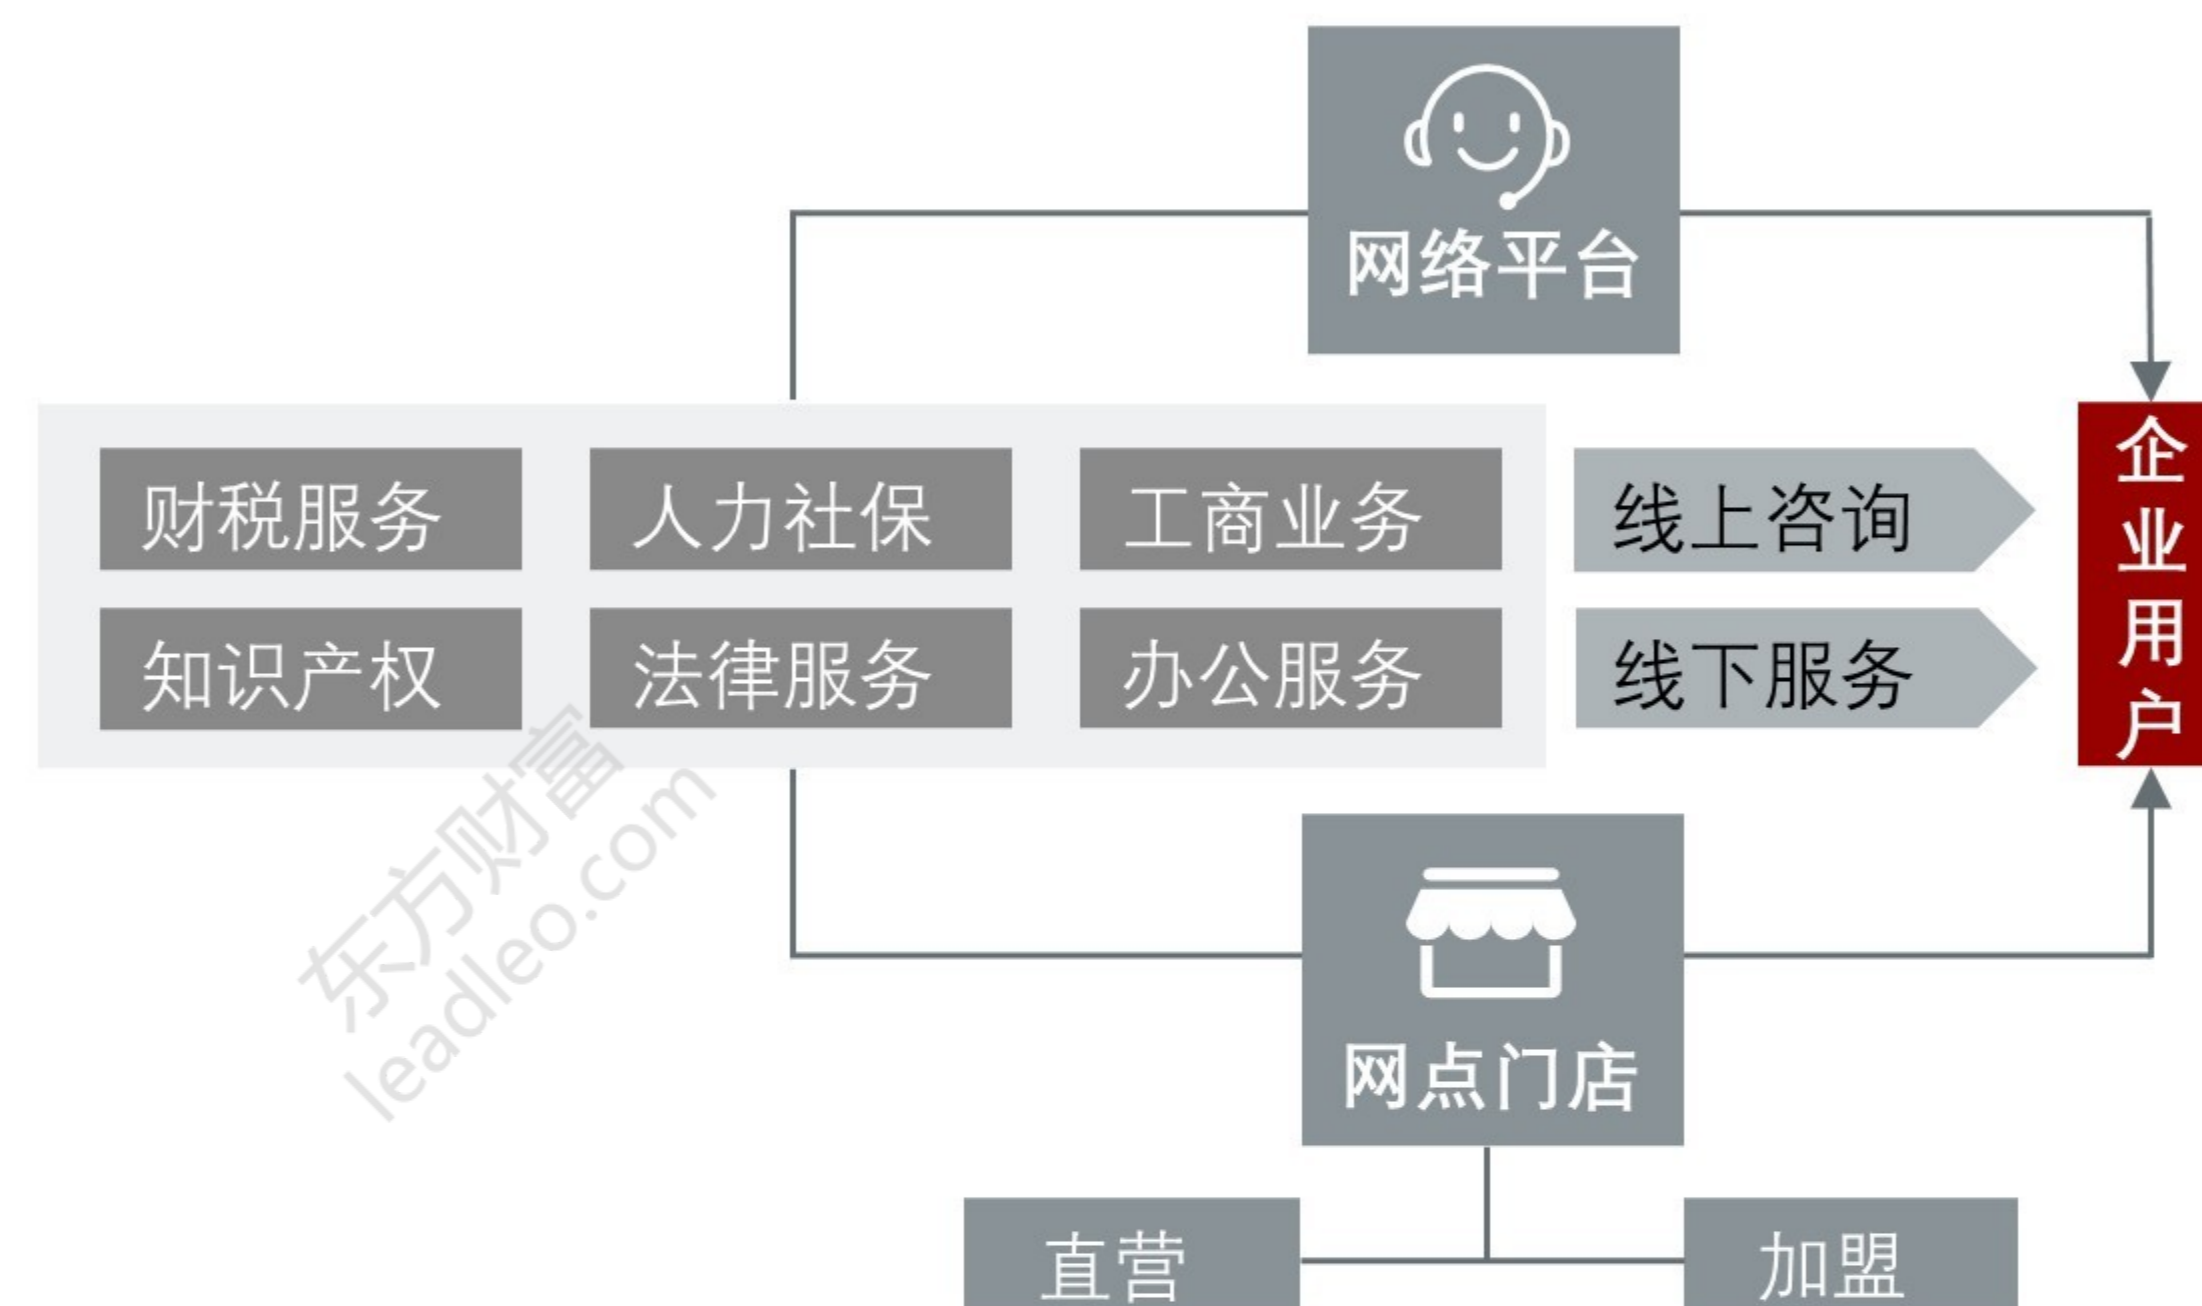 网络平台
财税服务 人力社保 工商业务 线上咨询
知识产权 法律服务 办公服务 线下服务
企业用户
网点门店
直营 加盟
东方财富
leadleo.com